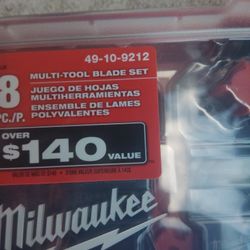 49-10-9212
8
PC./P.
MULTI-TOOL BLADE SET
JUEGO DE HOJAS
MULTIHERRAMIENTAS
ENSEMBLE DE LAMES
POLYVALENTES
OVER
$140 VALUE
Milwaukee